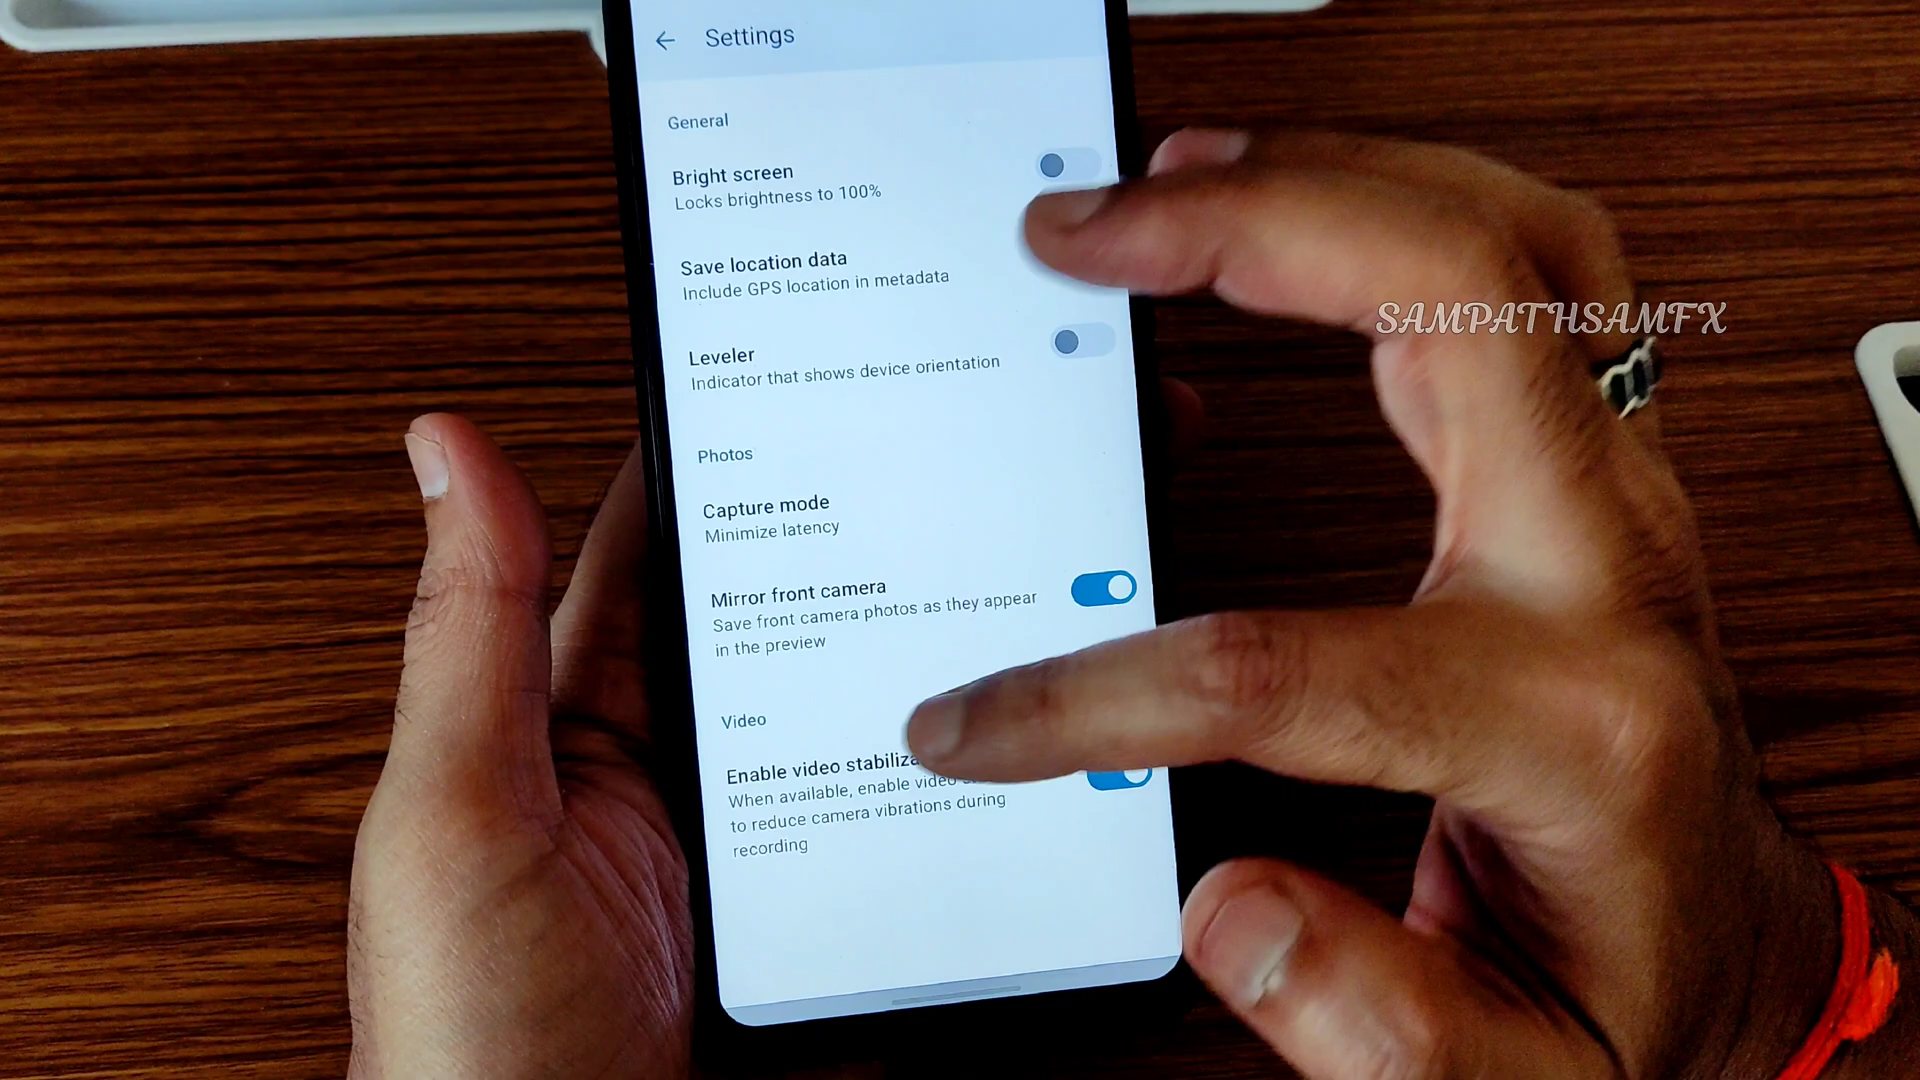 Settings
General
Bright screen
Locks brightness to 100%
Save location data
Include GPS location in metadata
Leveler
Indicator that shows device orientation
Photos
Capture mode
Minimize latency
Mirror front camera
Save front camera photos as they appear
in the preview
Video
Enable video
When available, enable video
to reduce camera vibrations during
recording
SAMPATHSAMFX